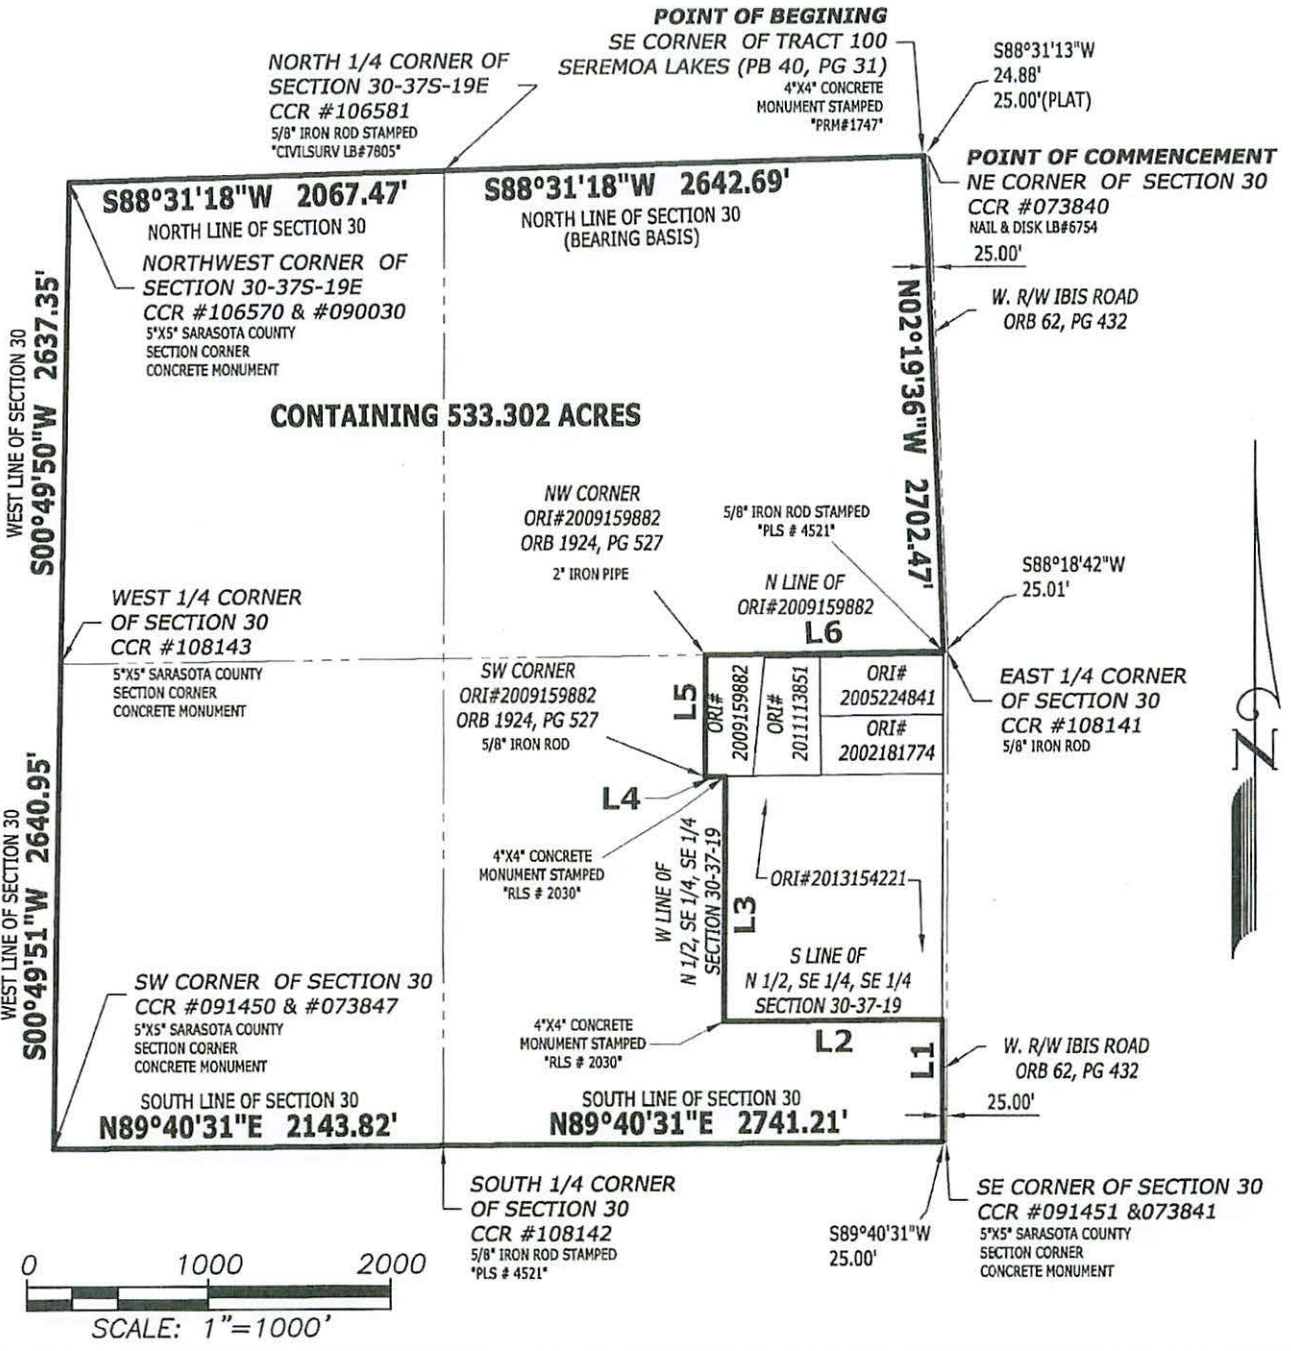 POINT OF BEGINING
SE CORNER OF TRACT 100
SEREMOA LAKES (PB 40, PG 31)
4"X4" CONCRETE
MONUMENT STAMPED
"PRM#1747"
S88°31'13"W
24.88'
25.00'(PLAT)
NORTH 1/4 CORNER OF
SECTION 30-37S-19E
CCR #106581
5/8" IRON ROD STAMPED
"CIVILSURV LB#7805"
POINT OF COMMENCEMENT
NE CORNER OF SECTION 30
CCR #073840
NAIL & DISK LB#6754
25.00'
S88°31'18"W 2067.47'
NORTH LINE OF SECTION 30
S88°31'18"W 2642.69'
NORTH LINE OF SECTION 30
(BEARING BASIS)
NORTHWEST CORNER OF
SECTION 30-37S-19E
CCR #106570 & #090030
5"X5" SARASOTA COUNTY
SECTION CORNER
CONCRETE MONUMENT
W. R/W IBIS ROAD
ORB 62, PG 432
WEST LINE OF SECTION 30
S00°49'50"W 2637.35'
N02°19'36"W 2702.47'
CONTAINING 533.302 ACRES
NW CORNER
ORI#2009159882
ORB 1924, PG 527
2" IRON PIPE
5/8" IRON ROD STAMPED
"PLS # 4521"
N LINE OF
ORI#2009159882
L6
S88°18'42"W
25.01'
WEST 1/4 CORNER
OF SECTION 30
CCR #108143
5"X5" SARASOTA COUNTY
SECTION CORNER
CONCRETE MONUMENT
SW CORNER
ORI#2009159882
ORB 1924, PG 527
5/8" IRON ROD
L5
ORI#
2009159882
ORI#
2011113851
ORI#
2005224841
ORI#
2002181774
EAST 1/4 CORNER
OF SECTION 30
CCR #108141
5/8" IRON ROD
N
L4
4"X4" CONCRETE
MONUMENT STAMPED
"RLS # 2030"
W LINE OF
N 1/2, SE 1/4, SE 1/4
SECTION 30-37-19
L3
ORI#2013154221
S LINE OF
N 1/2, SE 1/4, SE 1/4
SECTION 30-37-19
WEST LINE OF SECTION 30
S00°49'51"W 2640.95'
SW CORNER OF SECTION 30
CCR #091450 & #073847
5"X5" SARASOTA COUNTY
SECTION CORNER
CONCRETE MONUMENT
4"X4" CONCRETE
MONUMENT STAMPED
"RLS # 2030"
L2
L1
W. R/W IBIS ROAD
ORB 62, PG 432
25.00'
SOUTH LINE OF SECTION 30
N89°40'31"E 2143.82'
SOUTH LINE OF SECTION 30
N89°40'31"E 2741.21'
SOUTH 1/4 CORNER
OF SECTION 30
CCR #108142
5/8" IRON ROD STAMPED
"PLS # 4521"
S89°40'31"W
25.00'
SE CORNER OF SECTION 30
CCR #091451 &073841
5"X5" SARASOTA COUNTY
SECTION CORNER
CONCRETE MONUMENT
0 1000 2000
SCALE: 1"=1000'